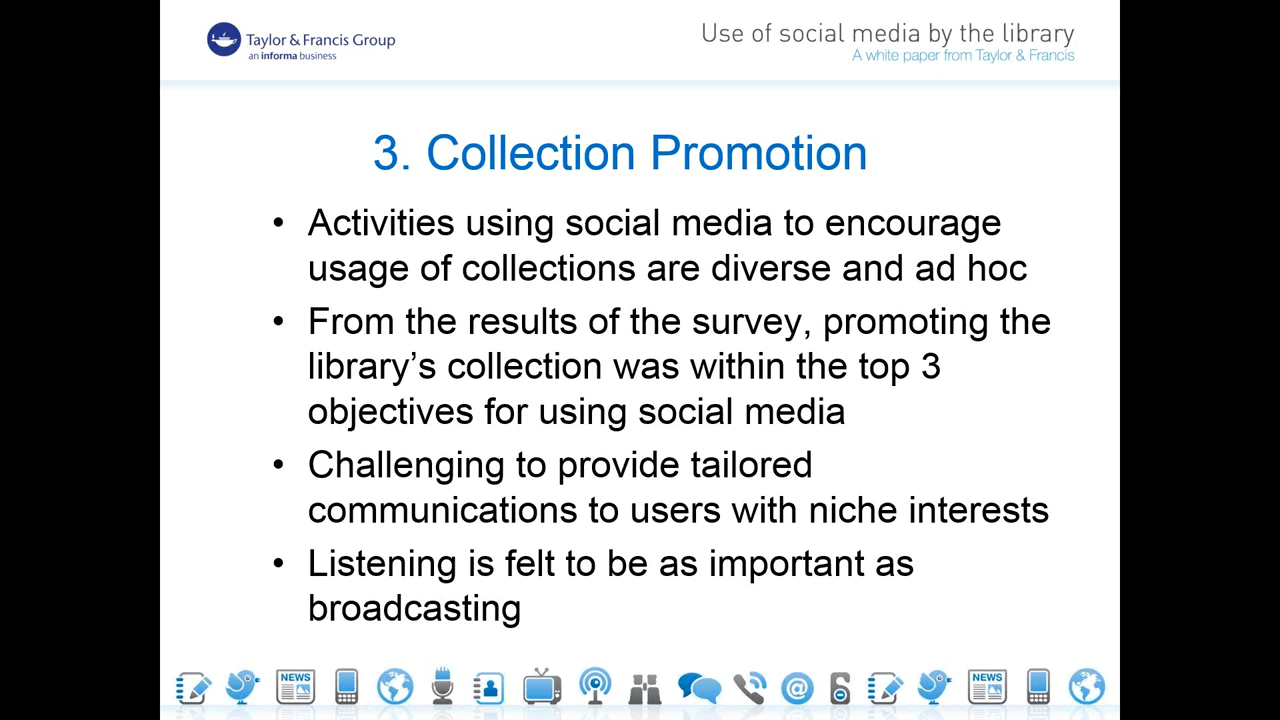 Taylor & Francis Group
an informa business
Use of social media by the library
A white paper from Taylor & Francis
3. Collection Promotion
• Activities using social media to encourage
usage of collections are diverse and ad hoc
• From the results of the survey, promoting the
library’s collection was within the top 3
objectives for using social media
• Challenging to provide tailored
communications to users with niche interests
• Listening is felt to be as important as
broadcasting
NEWS
@
NEWS